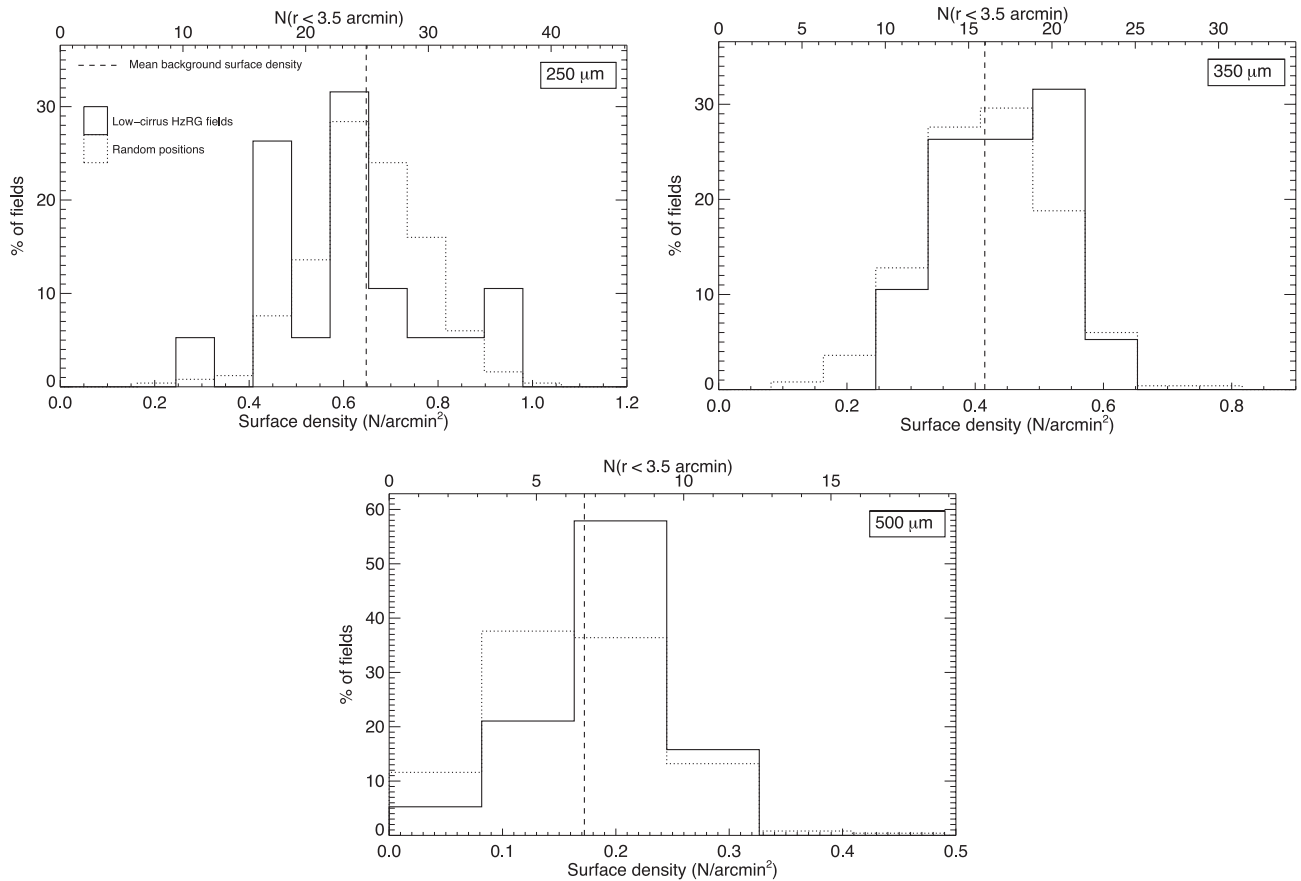 N(r < 3.5 arcmin)
0 10 20 30 40
Mean background surface density
250 μm
Low−cirrus HzRG fields
Random positions
% of fields
30
20
10
0
0.0 0.2 0.4 0.6 0.8 1.0 1.2
Surface density (N/arcmin²)
N(r < 3.5 arcmin)
0 5 10 15 20 25 30
350 μm
% of fields
30
20
10
0
0.0 0.2 0.4 0.6 0.8
Surface density (N/arcmin²)
N(r < 3.5 arcmin)
0 5 10 15
500 μm
% of fields
60
50
40
30
20
10
0
0.0 0.1 0.2 0.3 0.4 0.5
Surface density (N/arcmin²)